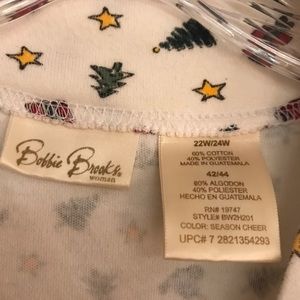 Bobbie Brooks
woman
22W/24W
60% COTTON
40% POLYESTER
MADE IN GUATEMALA
42/44
60% ALGODON
40% POLIESTER
HECHO EN GUATEMALA
RN# 19747
STYLE# BW2H201
COLOR: SEASON CHEER
UPC# 7 2821354293